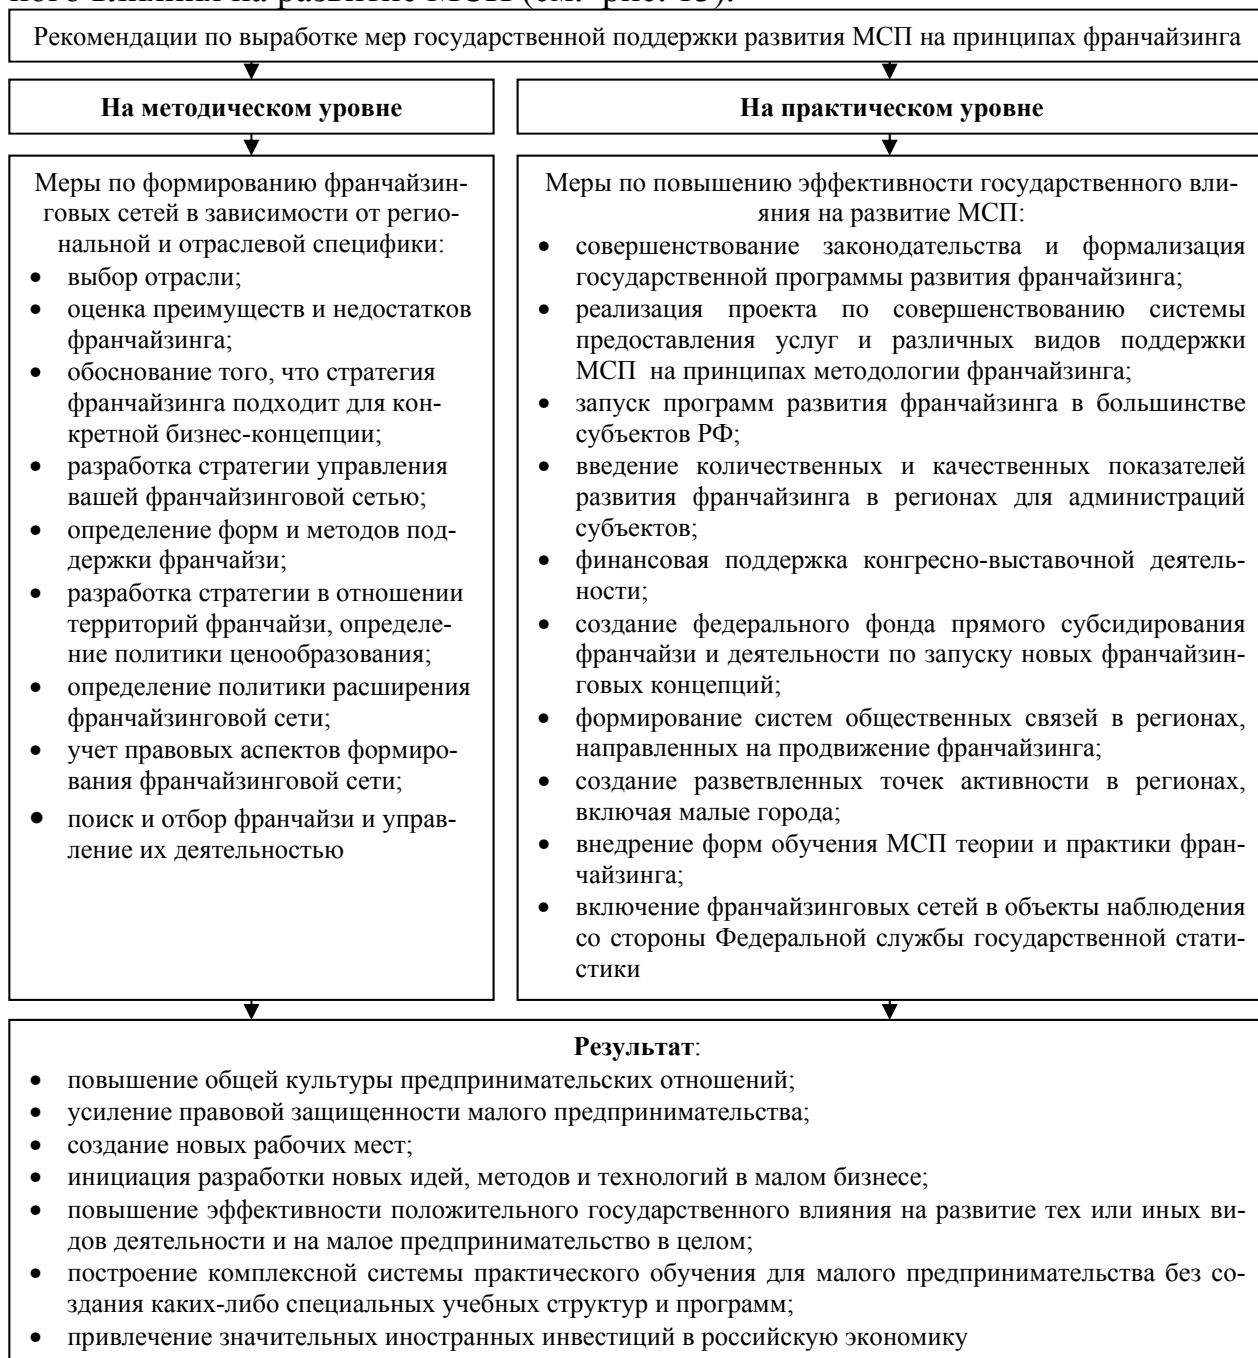 ного влияния на развитие МСП (см. рис. 13).
Рекомендации по выработке мер государственной поддержки развития МСП на принципах франчайзинга
На методическом уровне
Меры по формированию франчайзин-
говых сетей в зависимости от регио-
нальной и отраслевой специфики:
• выбор отрасли;
• оценка преимуществ и недостатков
франчайзинга;
• обоснование того, что стратегия
франчайзинга подходит для кон-
кретной бизнес-концепции;
• разработка стратегии управления
вашей франчайзинговой сетью;
• определение форм и методов под-
держки франчайзи;
• разработка стратегии в отношении
территорий франчайзи, определе-
ние политики ценообразования;
• определение политики расширения
франчайзинговой сети;
• учет правовых аспектов формиро-
вания франчайзинговой сети;
• поиск и отбор франчайзи и управ-
ление их деятельностью
На практическом уровне
Меры по повышению эффективности государственного вли-
яния на развитие МСП:
• совершенствование законодательства и формализация
государственной программы развития франчайзинга;
• реализация проекта по совершенствованию системы
предоставления услуг и различных видов поддержки
МСП на принципах методологии франчайзинга;
• запуск программ развития франчайзинга в большинстве
субъектов РФ;
• введение количественных и качественных показателей
развития франчайзинга в регионах для администраций
субъектов;
• финансовая поддержка конгресно-выставочной деятель-
ности;
• создание федерального фонда прямого субсидирования
франчайзи и деятельности по запуску новых франчайзин-
говых концепций;
• формирование систем общественных связей в регионах,
направленных на продвижение франчайзинга;
• создание разветвленных точек активности в регионах,
включая малые города;
• внедрение форм обучения МСП теории и практики фран-
чайзинга;
• включение франчайзинговых сетей в объекты наблюдения
со стороны Федеральной службы государственной стати-
стики
Результат:
• повышение общей культуры предпринимательских отношений;
• усиление правовой защищенности малого предпринимательства;
• создание новых рабочих мест;
• инициация разработки новых идей, методов и технологий в малом бизнесе;
• повышение эффективности положительного государственного влияния на развитие тех или иных ви-
дов деятельности и на малое предпринимательство в целом;
• построение комплексной системы практического обучения для малого предпринимательства без со-
здания каких-либо специальных учебных структур и программ;
• привлечение значительных иностранных инвестиций в российскую экономику